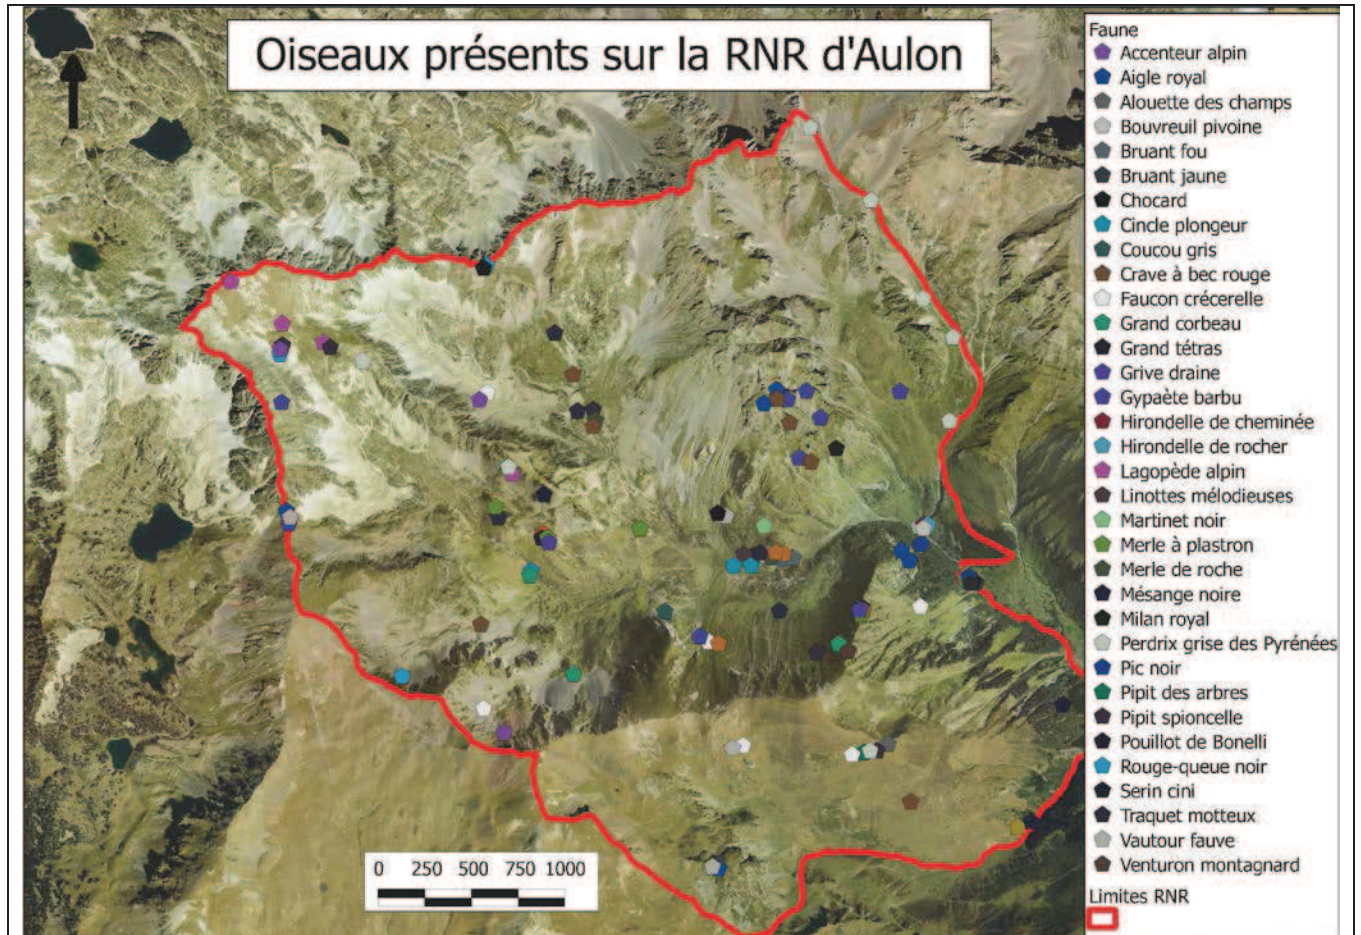 Oiseaux présents sur la RNR d'Aulon
Faune
Accenteur alpin
Aigle royal
Alouette des champs
Bouvreuil pivoine
Bruant fou
Bruant jaune
Chocard
Cincle plongeur
Coucou gris
Crave à bec rouge
Faucon crécerelle
Grand corbeau
Grand tétras
Grive draine
Gypaète barbu
Hirondelle de cheminée
Hirondelle de rocher
Lagopède alpin
Linottes mélodieuses
Martinet noir
Merle à plastron
Merle de roche
Mésange noire
Milan royal
Perdrix grise des Pyrénées
Pic noir
Pipit des arbres
Pipit spioncelle
Pouillot de Bonelli
Rouge-queue noir
Serin cini
Traquet motteux
Vautour fauve
Venturon montagnard
Limites RNR
0 250 500 750 1000